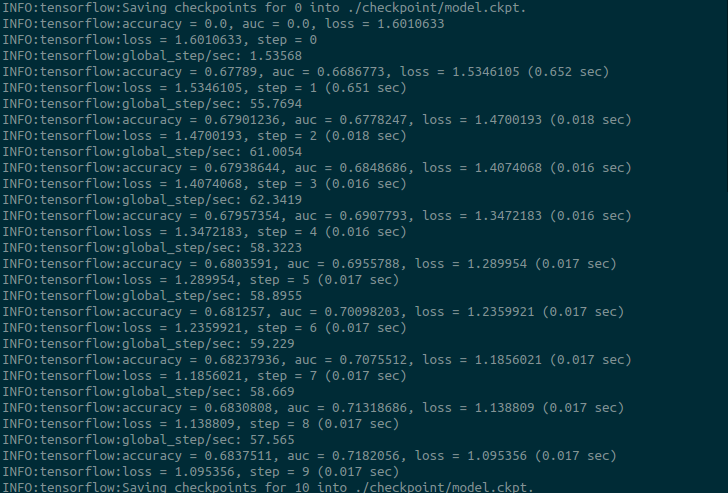 INFO:tensorflow:Saving checkpoints for 0 into ./checkpoint/model.ckpt.
INFO:tensorflow:accuracy = 0.0, auc = 0.0, loss = 1.6010633
INFO:tensorflow:loss = 1.6010633, step = 0
INFO:tensorflow:global_step/sec: 1.53568
INFO:tensorflow:accuracy = 0.67789, auc = 0.6686773, loss = 1.5346105 (0.652 sec)
INFO:tensorflow:loss = 1.5346105, step = 1 (0.651 sec)
INFO:tensorflow:global_step/sec: 55.7694
INFO:tensorflow:accuracy = 0.67901236, auc = 0.6778247, loss = 1.4700193 (0.018 sec)
INFO:tensorflow:loss = 1.4700193, step = 2 (0.018 sec)
INFO:tensorflow:global_step/sec: 61.0054
INFO:tensorflow:accuracy = 0.67938644, auc = 0.6848686, loss = 1.4074068 (0.016 sec)
INFO:tensorflow:loss = 1.4074068, step = 3 (0.016 sec)
INFO:tensorflow:global_step/sec: 62.3419
INFO:tensorflow:accuracy = 0.67957354, auc = 0.6907793, loss = 1.3472183 (0.016 sec)
INFO:tensorflow:loss = 1.3472183, step = 4 (0.016 sec)
INFO:tensorflow:global_step/sec: 58.3223
INFO:tensorflow:accuracy = 0.6803591, auc = 0.6955788, loss = 1.289954 (0.017 sec)
INFO:tensorflow:loss = 1.289954, step = 5 (0.017 sec)
INFO:tensorflow:global_step/sec: 58.8955
INFO:tensorflow:accuracy = 0.681257, auc = 0.70098203, loss = 1.2359921 (0.017 sec)
INFO:tensorflow:loss = 1.2359921, step = 6 (0.017 sec)
INFO:tensorflow:global_step/sec: 59.229
INFO:tensorflow:accuracy = 0.68237936, auc = 0.7075512, loss = 1.1856021 (0.017 sec)
INFO:tensorflow:loss = 1.1856021, step = 7 (0.017 sec)
INFO:tensorflow:global_step/sec: 58.669
INFO:tensorflow:accuracy = 0.6830808, auc = 0.71318686, loss = 1.138809 (0.017 sec)
INFO:tensorflow:loss = 1.138809, step = 8 (0.017 sec)
INFO:tensorflow:global_step/sec: 57.565
INFO:tensorflow:accuracy = 0.6837511, auc = 0.7182056, loss = 1.095356 (0.017 sec)
INFO:tensorflow:loss = 1.095356, step = 9 (0.017 sec)
INFO:tensorflow:Saving checkpoints for 10 into ./checkpoint/model.ckpt.